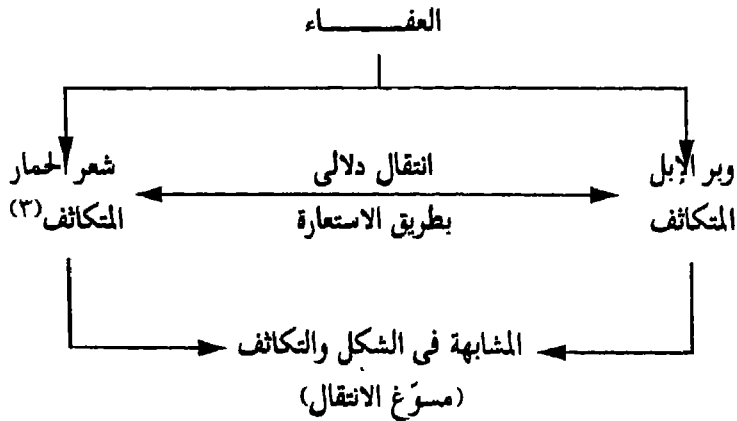 العفـــــــاء
وبر الإبل
المتكاثف
انتقال دلالى
بطريق الاستعارة
شعر الحمار
المتكاثف (٣)
المشابهة فى الشكل والتكاثف
(مسوّغ الانتقال)